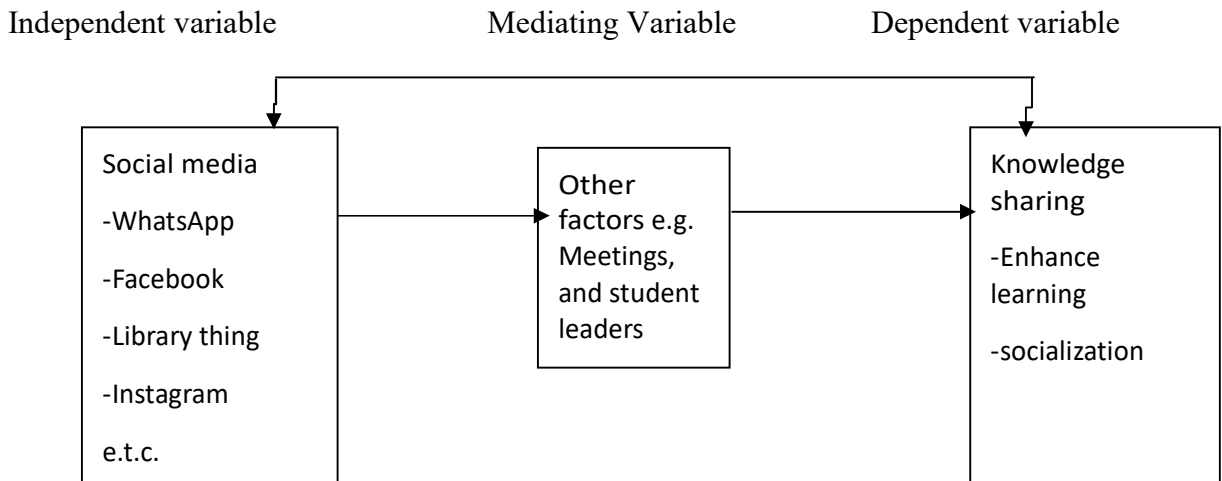 Independent variable
Mediating Variable
Dependent variable
Social media
-WhatsApp
-Facebook
-Library thing
-Instagram
e.t.c.
Other
factors e.g.
Meetings,
and student
leaders
Knowledge
sharing
-Enhance
learning
-socialization